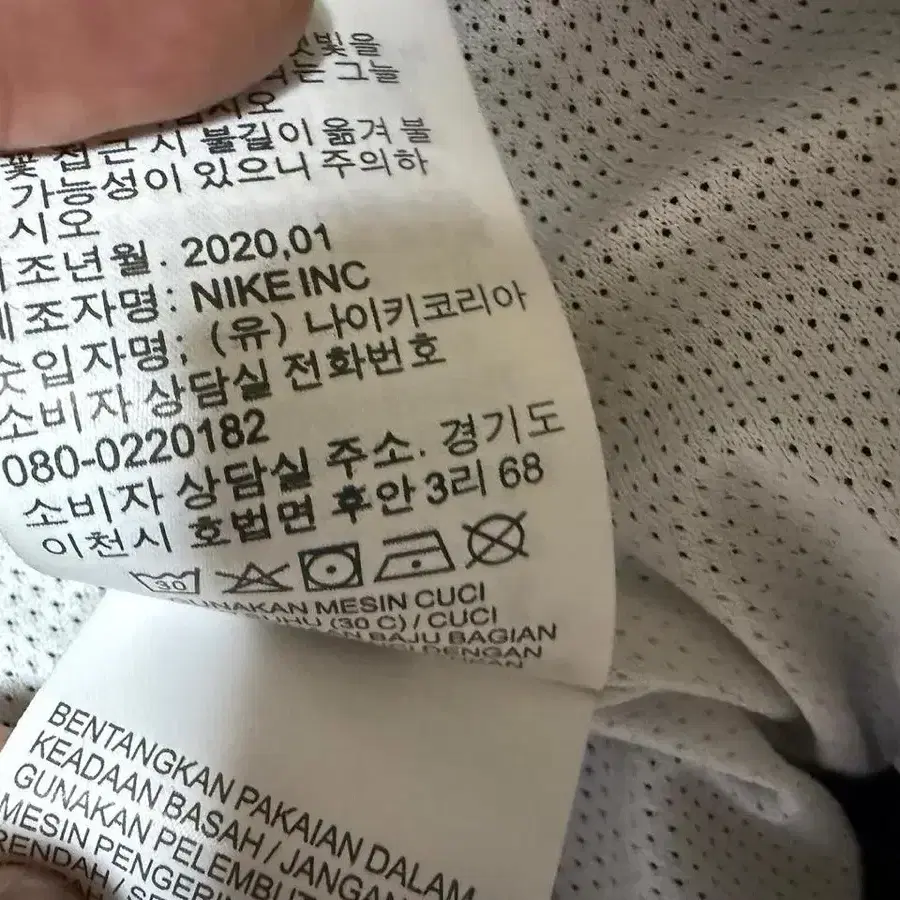 을
는 그늘
시오
꽃 접근 시 불길이 옮겨 불
가능성이 있으니 주의하
시오
조년월. 2020,01
제조자명: NIKE INC
수입자명; (유) 나이키코리아
소비자 상담실 전화번호
080-0220182
소비자 상담실 주소. 경기도
이천시 호법면 후안 3리 68
30
GUNAKAN MESIN CUCI
SUHU (30 C) / CUCI
BAJU BAGIAN
DENGAN
BENTANGKAN PAKAIAN DALAM
KEADAAN BASAH / JANGAN
GUNAKAN PELEMBUT
MESIN PENGERI
RENDAH /